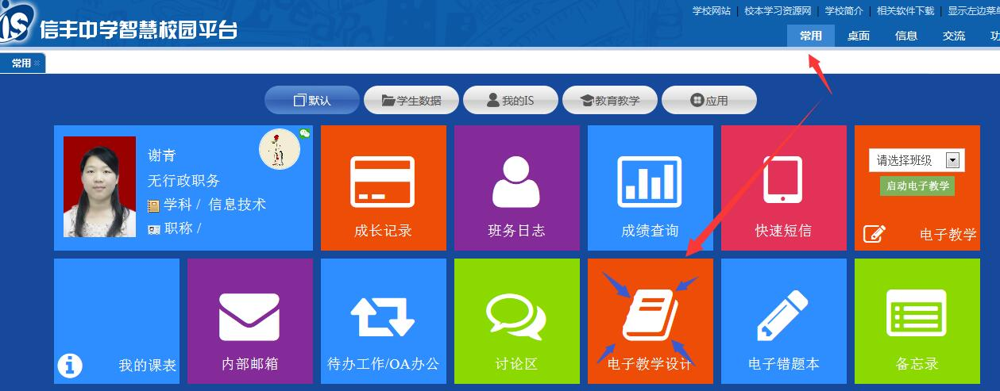 信丰中学智慧校园平台
学校网站 | 校本学习资源网 | 学校简介 | 相关软件下载 | 显示左边菜单
常用 桌面 信息 交流
常用
默认 学生数据 我的IS 教育教学 应用
谢青
无行政职务
学科 / 信息技术
职称 /
成长记录
班务日志
成绩查询
快速短信
请选择班级
启动电子教学
电子教学
我的课表
内部邮箱
待办工作/OA办公
讨论区
电子教学设计
电子错题本
备忘录